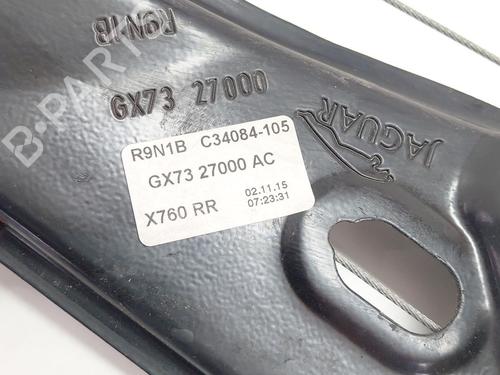 R9N1B
GX73 27000
JAGUAR
R9N1B C34084-105
GX73 27000 AC
X760 RR 02.11.15
07:23:31
B-PARTS